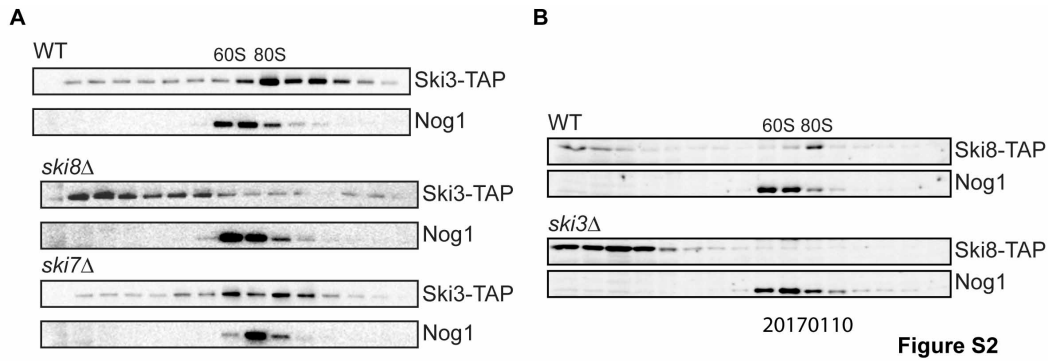 A
WT
60S 80S
Ski3-TAP
Nog1
ski8Δ
Ski3-TAP
Nog1
ski7Δ
Ski3-TAP
Nog1
B
WT
60S 80S
Ski8-TAP
Nog1
ski3Δ
Ski8-TAP
Nog1
20170110
Figure S2